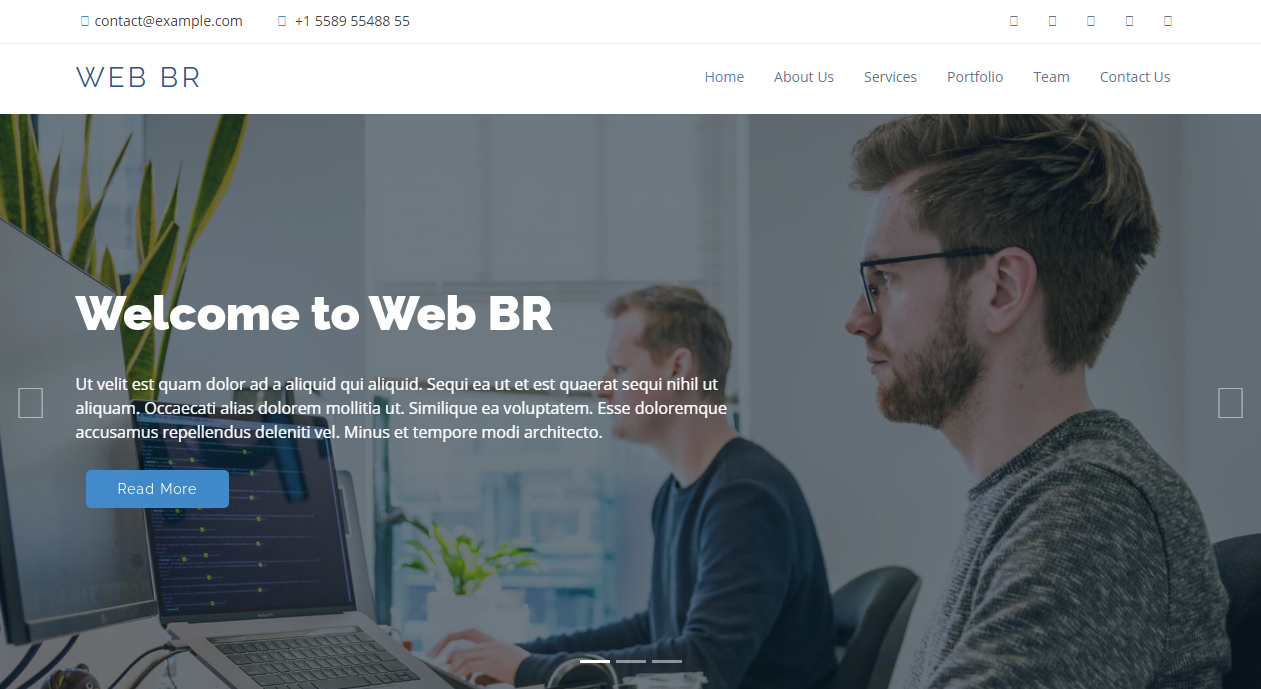 contact@example.com +1 5589 55488 55
WEB BR
Home About Us Services Portfolio Team Contact Us
Welcome to Web BR
Ut velit est quam dolor ad a aliquid qui aliquid. Sequi ea ut et est quaerat sequi nihil ut
aliquam. Occaecati alias dolorem mollitia ut. Similique ea voluptatem. Esse doloremque
accusamus repellendus deleniti vel. Minus et tempore modi architecto.
Read More